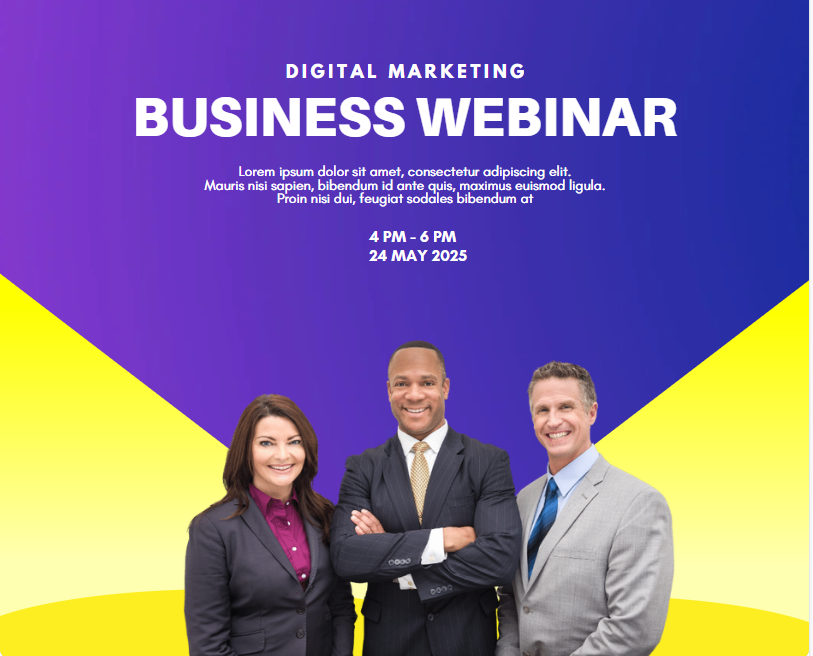 DIGITAL MARKETING
BUSINESS WEBINAR
Lorem ipsum dolor sit amet, consectetur adipiscing elit.
Mauris nisi sapien, bibendum id ante quis, maximus euismod ligula.
Proin nisi dui, feugiat sodales bibendum at
4 PM - 6 PM
24 MAY 2025